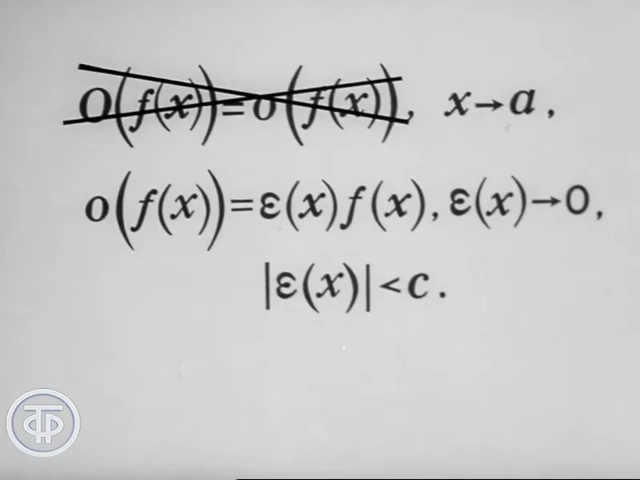 O(f(x))=o(f(x)), x→a,
o(f(x))=ε(x)f(x), ε(x)→0,
|ε(x)|<c.